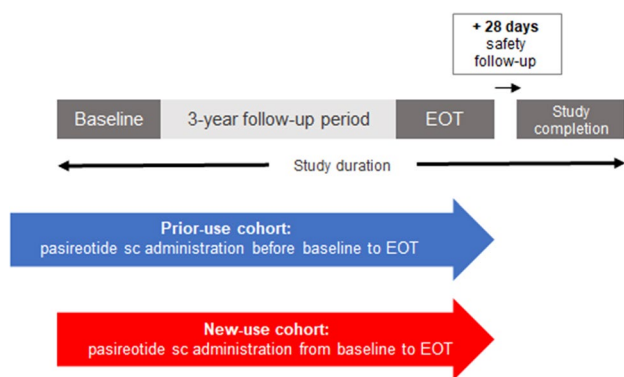 + 28 days
safety
follow-up
Baseline
3-year follow-up period
EOT
Study
completion
Study duration
Prior-use cohort:
pasireotide sc administration before baseline to EOT
New-use cohort:
pasireotide sc administration from baseline to EOT